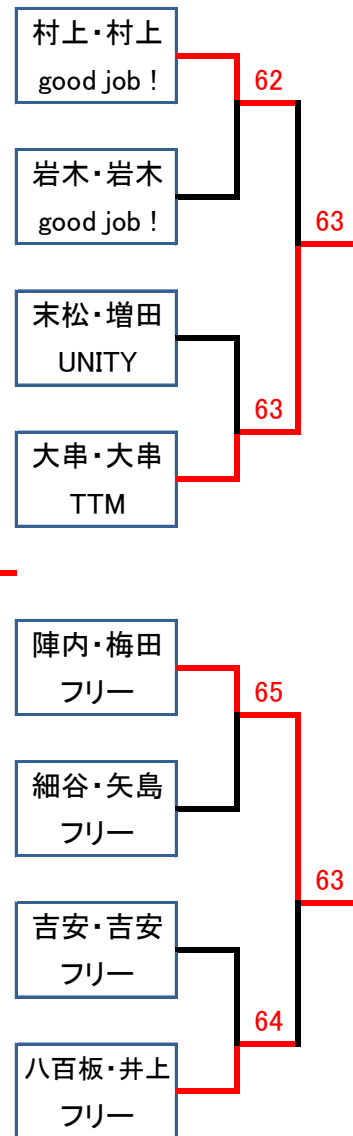 村上・村上
good job !
62
岩木・岩木
good job !
63
末松・増田
UNITY
63
大串・大串
TTM
陣内・梅田
フリー
65
細谷・矢島
フリー
63
吉安・吉安
フリー
64
八百板・井上
フリー